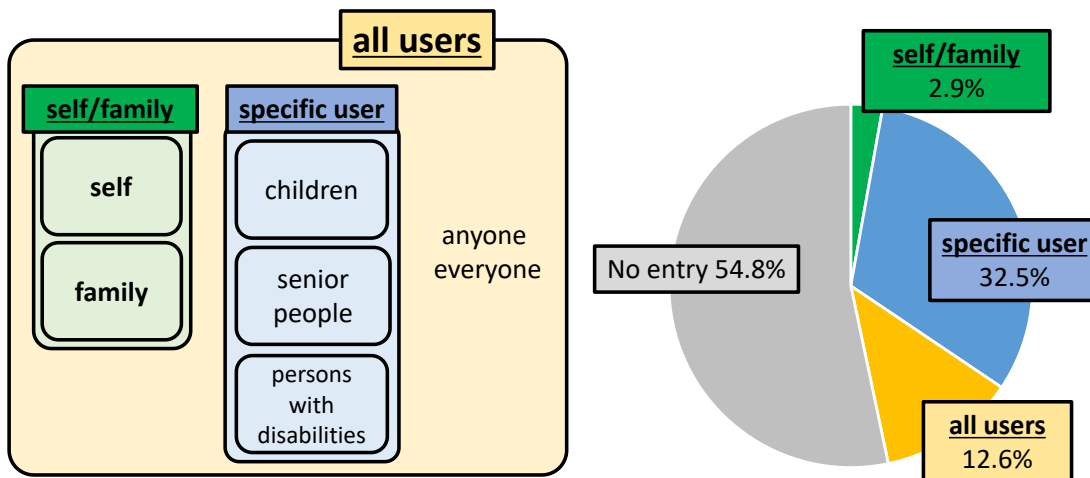 all users
self/family
specific user
self
family
children
senior
people
persons
with
disabilities
anyone
everyone
self/family
2.9%
specific user
32.5%
No entry 54.8%
all users
12.6%